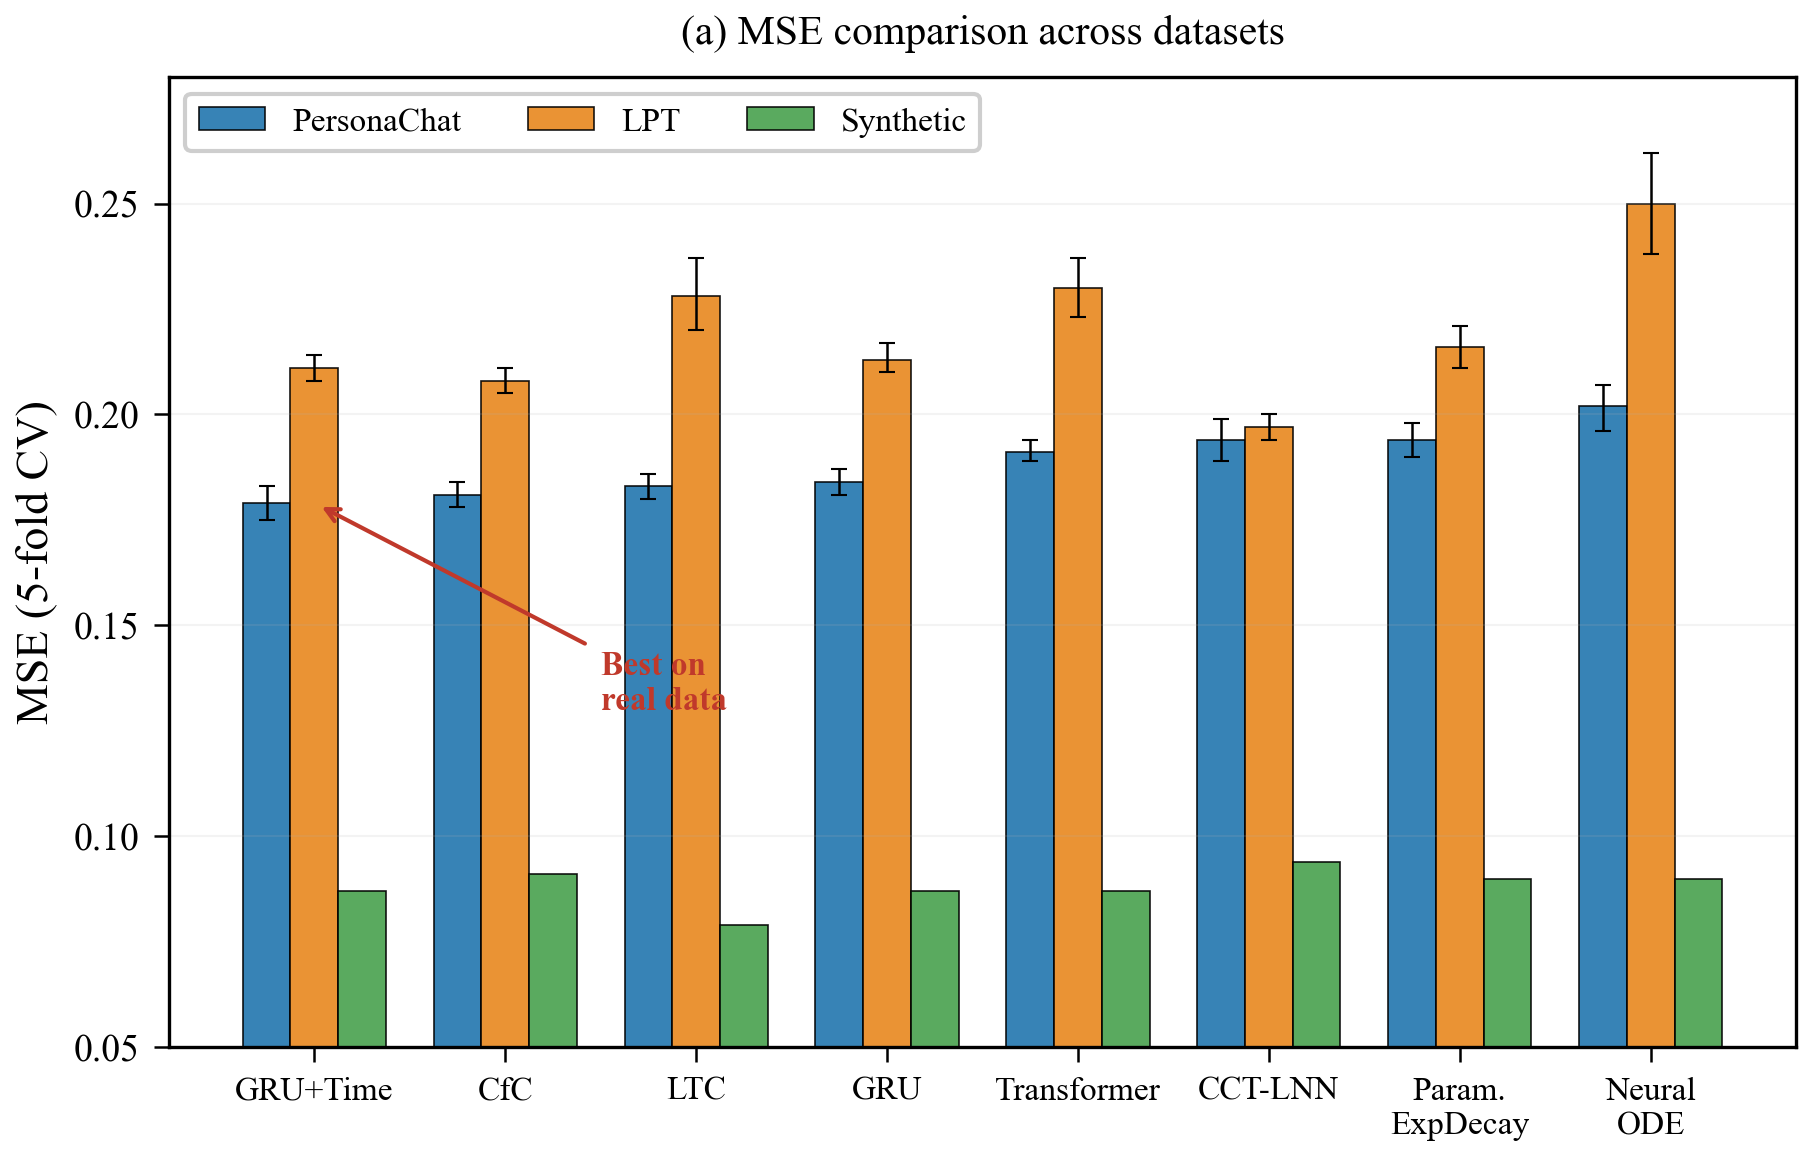 (a) MSE comparison across datasets
PersonaChat
LPT
Synthetic
MSE (5-fold CV)
0.25
0.20
0.15
0.10
0.05
Best on
real data
GRU+Time
CfC
LTC
GRU
Transformer
CCT-LNN
Param.
ExpDecay
Neural
ODE